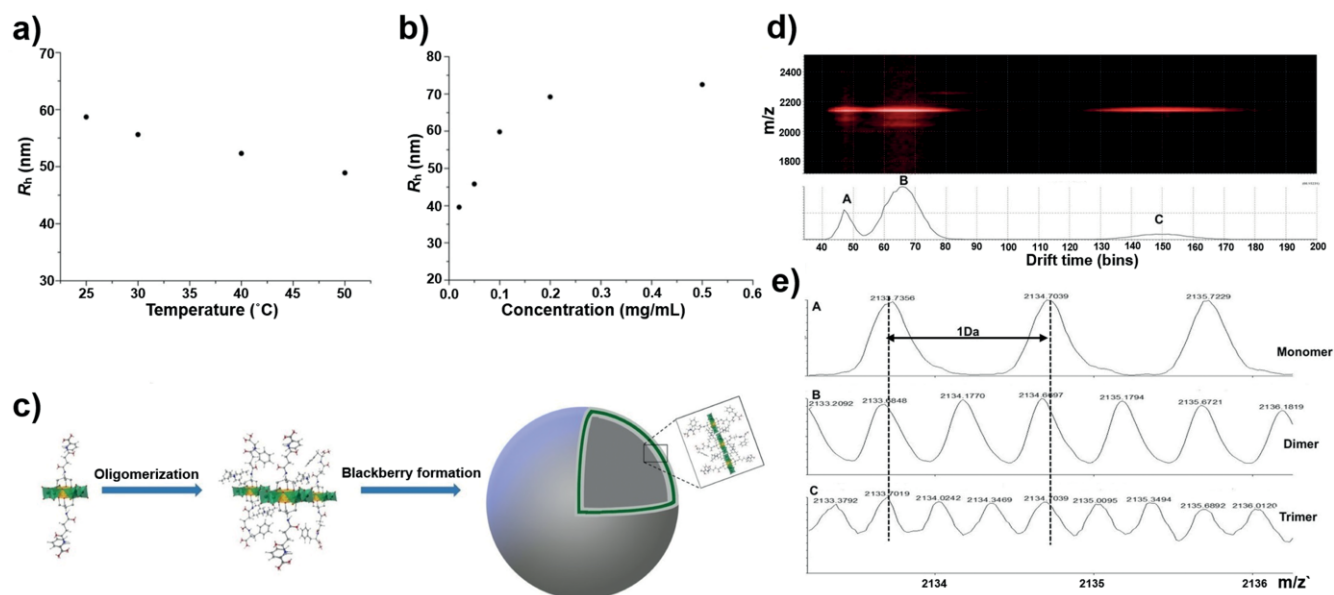 a)
Rh (nm)
70
60
50
40
30
25 30 35 40 45 50
Temperature (˚C)
b)
Rh (nm)
80
70
60
50
40
70
20
0.0 0.1 0.2 0.3 0.4 0.5 0.6
Concentration (mg/mL)
c)
Oligomerization
Blackberry formation
d)
m/z
2400
2200
2000
1800
A
B
C
40 50 60 70 80 90 100 110 120 130 140 150 160 170 180 190 200
Drift time (bins)
e)
A
2133.7356 2134.7039 2135.7229
1Da
Monomer
B
2133.2092 2133.6848 2134.1770 2135.1794 2135.6721 2136.1819
Dimer
C
2133.3792 2133.7019 2134.0242 2134.3469 2134.7039 2135.0095 2135.3494 2135.6892 2136.0120
Trimer
2134 2135 2136 m/z`